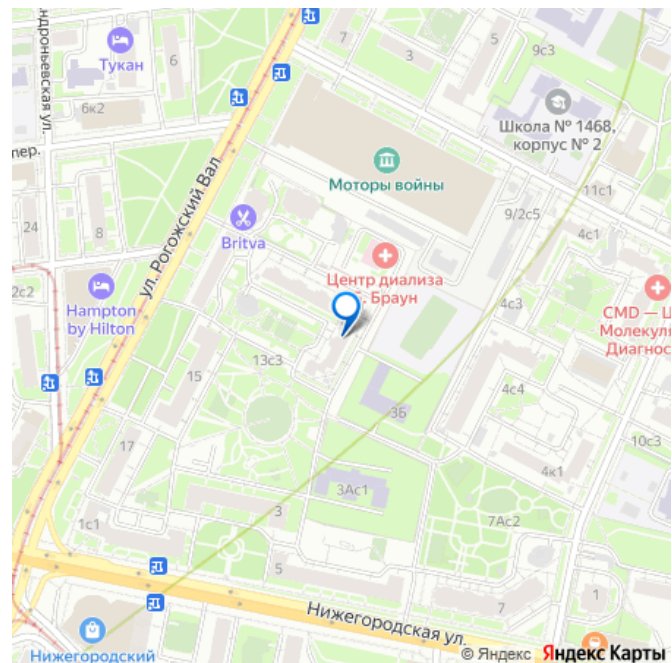 ндроньевская ул.
Тукан
6
7
3
5
9с3
6к2
Школа № 1468,
корпус № 2
пер.
Моторы войны
11с1
ул. Рогожский Вал
24
8
Britva
9/2с5
4с1
Центр диализа
Браун
2с2
Hampton
by Hilton
4с3
CMD — Ц
Молекул
Диагнос
13с3
15
3Б
4с4
17
10с3
4к1
3Ас1
3
7Ас2
1с1
5
7
1
Нижегородская ул.
Нижегородский
© Яндекс Яндекс Карты